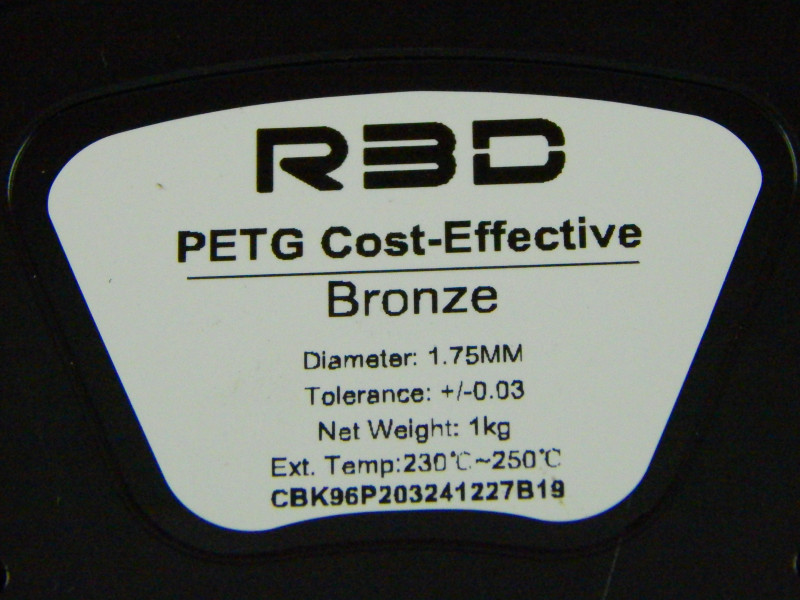 R3D
PETG Cost-Effective
Bronze
Diameter: 1.75MM
Tolerance: +/-0.03
Net Weight: 1kg
Ext. Temp:230℃~250℃
CBK96P203241227B19